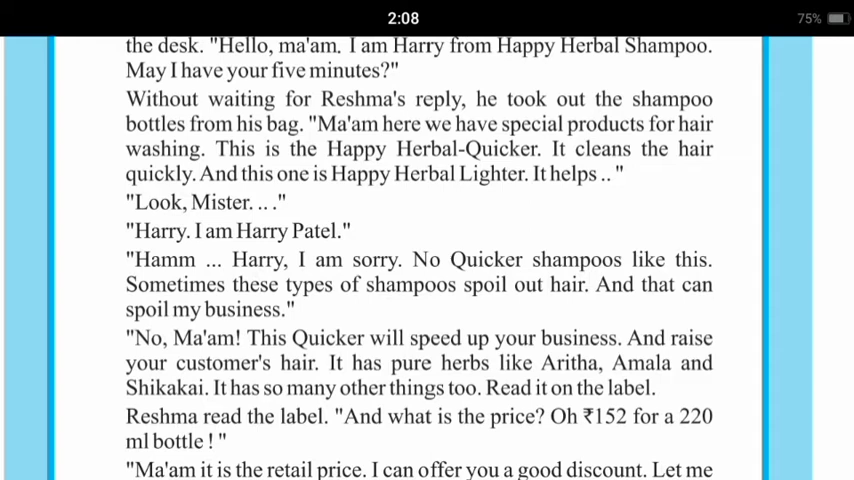 2:08
75%
the desk. "Hello, ma'am. I am Harry from Happy Herbal Shampoo.
May I have your five minutes?"
Without waiting for Reshma's reply, he took out the shampoo
bottles from his bag. "Ma'am here we have special products for hair
washing. This is the Happy Herbal-Quicker. It cleans the hair
quickly. And this one is Happy Herbal Lighter. It helps .. "
"Look, Mister. .. ."
"Harry. I am Harry Patel."
"Hamm ... Harry, I am sorry. No Quicker shampoos like this.
Sometimes these types of shampoos spoil out hair. And that can
spoil my business."
"No, Ma'am! This Quicker will speed up your business. And raise
your customer's hair. It has pure herbs like Aritha, Amala and
Shikakai. It has so many other things too. Read it on the label.
Reshma read the label. "And what is the price? Oh ₹152 for a 220
ml bottle ! "
"Ma'am it is the retail price. I can offer you a good discount. Let me